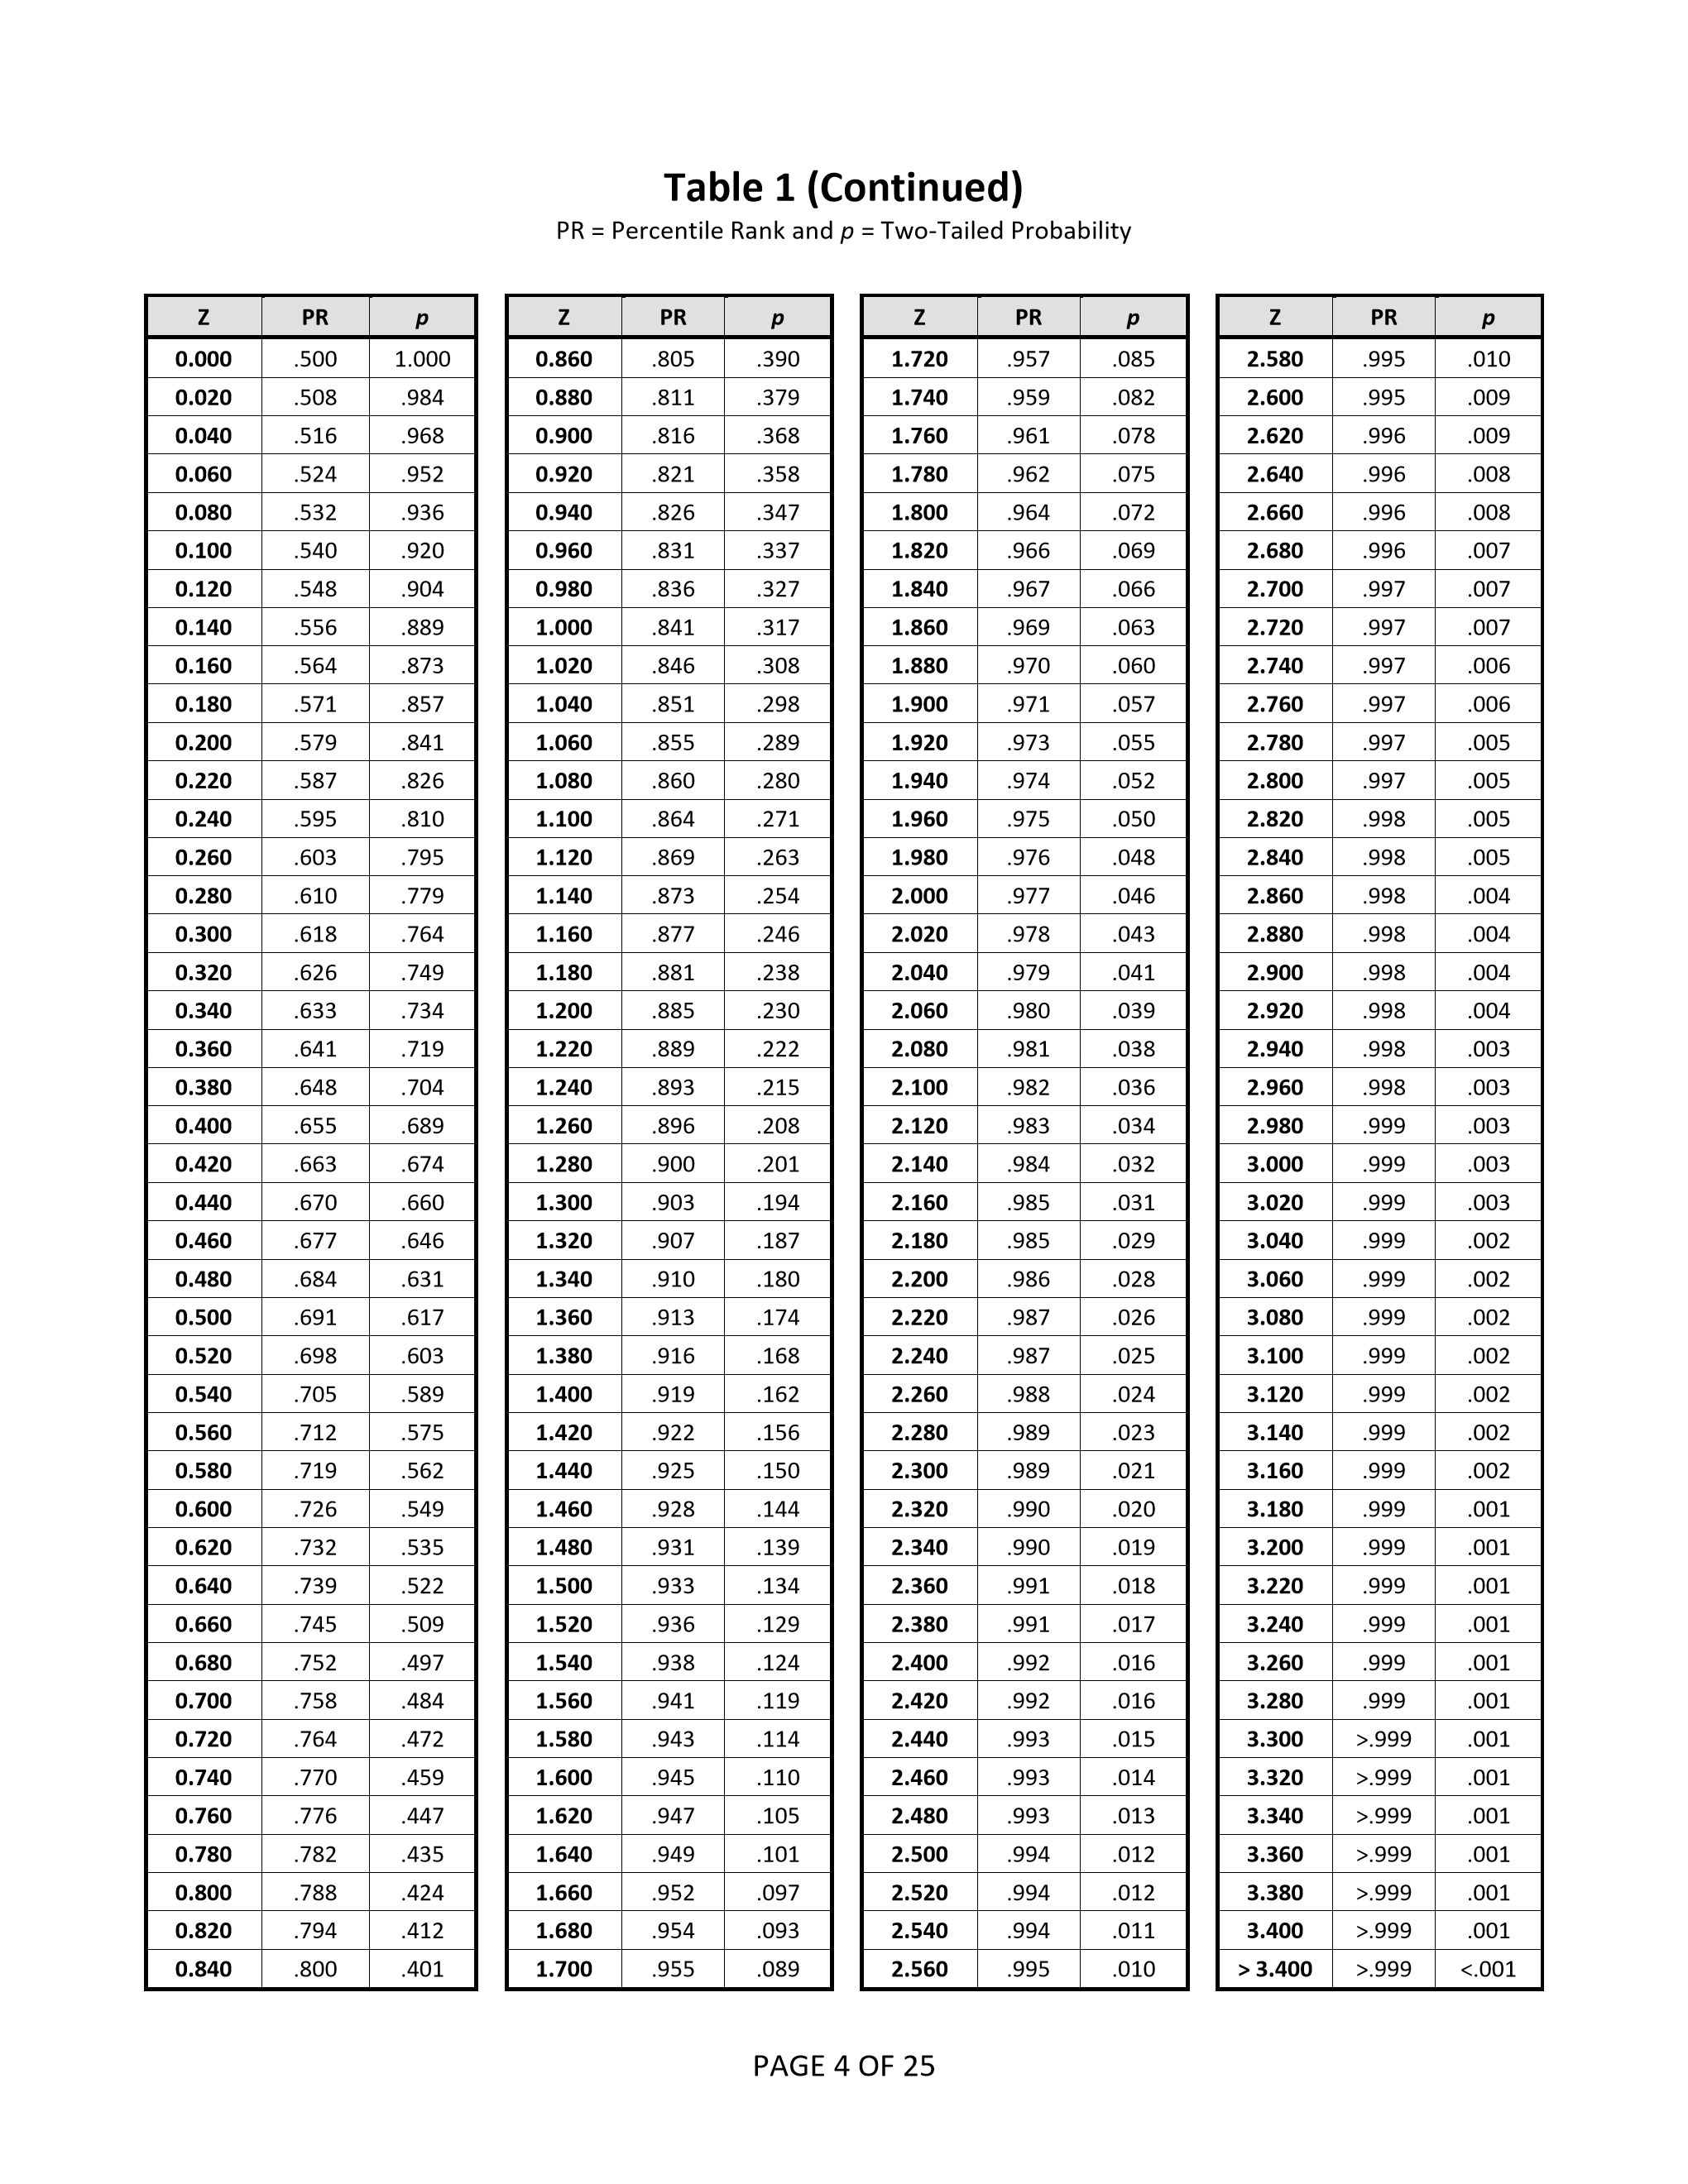 Table 1 (Continued)
PR = Percentile Rank and p = Two-Tailed Probability
Z PR p Z PR p Z PR p Z PR p
0.000 .500 1.000 0.860 .805 .390 1.720 .957 .085 2.580 .995 .010
0.020 .508 .984 0.880 .811 .379 1.740 .959 .082 2.600 .995 .009
0.040 .516 .968 0.900 .816 .368 1.760 .961 .078 2.620 .996 .009
0.060 .524 .952 0.920 .821 .358 1.780 .962 .075 2.640 .996 .008
0.080 .532 .936 0.940 .826 .347 1.800 .964 .072 2.660 .996 .008
0.100 .540 .920 0.960 .831 .337 1.820 .966 .069 2.680 .996 .007
0.120 .548 .904 0.980 .836 .327 1.840 .967 .066 2.700 .997 .007
0.140 .556 .889 1.000 .841 .317 1.860 .969 .063 2.720 .997 .007
0.160 .564 .873 1.020 .846 .308 1.880 .970 .060 2.740 .997 .006
0.180 .571 .857 1.040 .851 .298 1.900 .971 .057 2.760 .997 .006
0.200 .579 .841 1.060 .855 .289 1.920 .973 .055 2.780 .997 .005
0.220 .587 .826 1.080 .860 .280 1.940 .974 .052 2.800 .997 .005
0.240 .595 .810 1.100 .864 .271 1.960 .975 .050 2.820 .998 .005
0.260 .603 .795 1.120 .869 .263 1.980 .976 .048 2.840 .998 .005
0.280 .610 .779 1.140 .873 .254 2.000 .977 .046 2.860 .998 .004
0.300 .618 .764 1.160 .877 .246 2.020 .978 .043 2.880 .998 .004
0.320 .626 .749 1.180 .881 .238 2.040 .979 .041 2.900 .998 .004
0.340 .633 .734 1.200 .885 .230 2.060 .980 .039 2.920 .998 .004
0.360 .641 .719 1.220 .889 .222 2.080 .981 .038 2.940 .998 .003
0.380 .648 .704 1.240 .893 .215 2.100 .982 .036 2.960 .998 .003
0.400 .655 .689 1.260 .896 .208 2.120 .983 .034 2.980 .999 .003
0.420 .663 .674 1.280 .900 .201 2.140 .984 .032 3.000 .999 .003
0.440 .670 .660 1.300 .903 .194 2.160 .985 .031 3.020 .999 .003
0.460 .677 .646 1.320 .907 .187 2.180 .985 .029 3.040 .999 .002
0.480 .684 .631 1.340 .910 .180 2.200 .986 .028 3.060 .999 .002
0.500 .691 .617 1.360 .913 .174 2.220 .987 .026 3.080 .999 .002
0.520 .698 .603 1.380 .916 .168 2.240 .987 .025 3.100 .999 .002
0.540 .705 .589 1.400 .919 .162 2.260 .988 .024 3.120 .999 .002
0.560 .712 .575 1.420 .922 .156 2.280 .989 .023 3.140 .999 .002
0.580 .719 .562 1.440 .925 .150 2.300 .989 .021 3.160 .999 .002
0.600 .726 .549 1.460 .928 .144 2.320 .990 .020 3.180 .999 .001
0.620 .732 .535 1.480 .931 .139 2.340 .990 .019 3.200 .999 .001
0.640 .739 .522 1.500 .933 .134 2.360 .991 .018 3.220 .999 .001
0.660 .745 .509 1.520 .936 .129 2.380 .991 .017 3.240 .999 .001
0.680 .752 .497 1.540 .938 .124 2.400 .992 .016 3.260 .999 .001
0.700 .758 .484 1.560 .941 .119 2.420 .992 .016 3.280 .999 .001
0.720 .764 .472 1.580 .943 .114 2.440 .993 .015 3.300 >.999 .001
0.740 .770 .459 1.600 .945 .110 2.460 .993 .014 3.320 >.999 .001
0.760 .776 .447 1.620 .947 .105 2.480 .993 .013 3.340 >.999 .001
0.780 .782 .435 1.640 .949 .101 2.500 .994 .012 3.360 >.999 .001
0.800 .788 .424 1.660 .952 .097 2.520 .994 .012 3.380 >.999 .001
0.820 .794 .412 1.680 .954 .093 2.540 .994 .011 3.400 >.999 .001
0.840 .800 .401 1.700 .955 .089 2.560 .995 .010 > 3.400 >.999 <.001
PAGE 4 OF 25